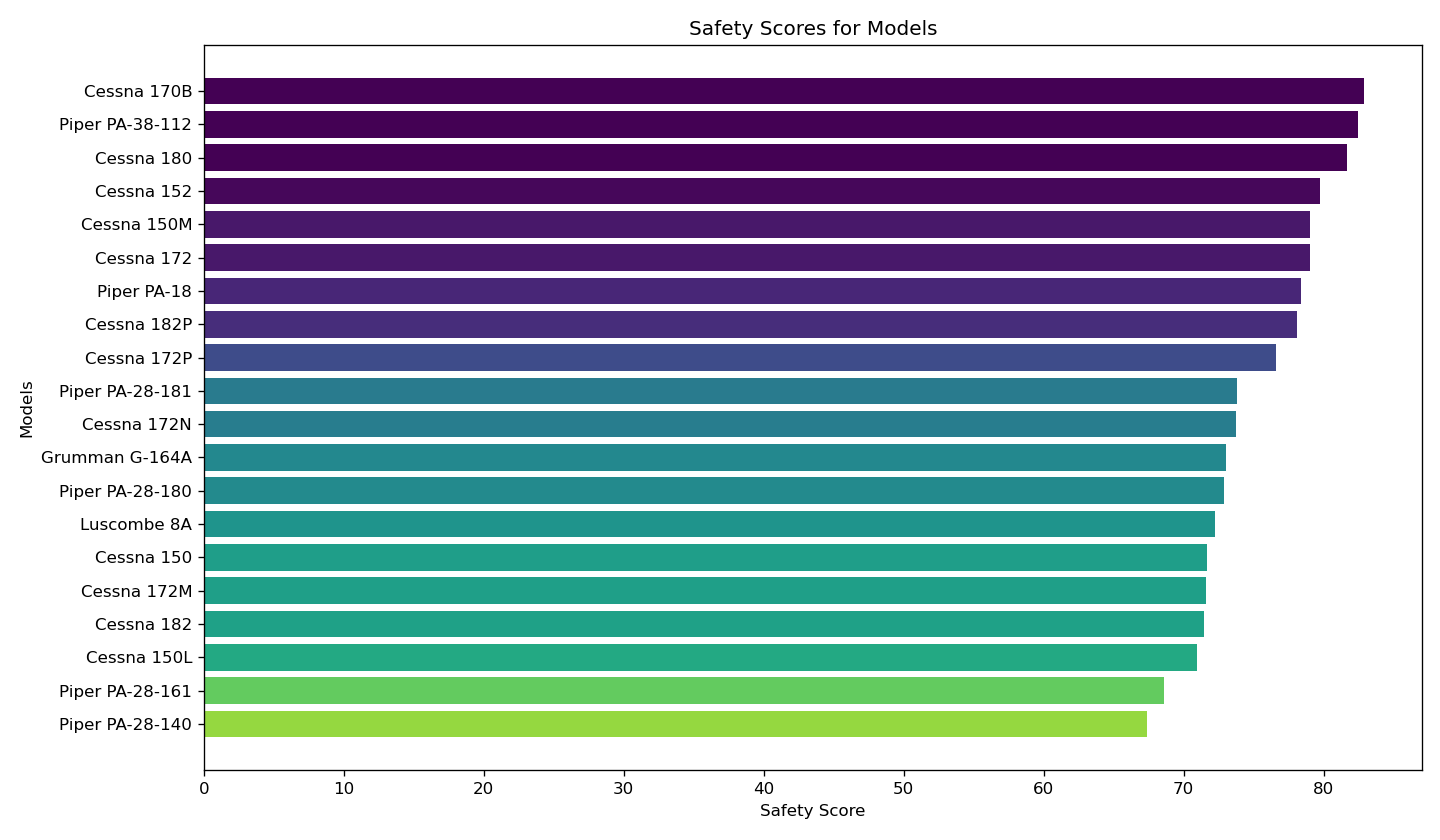 Safety Scores for Models
Cessna 170B
Piper PA-38-112
Cessna 180
Cessna 152
Cessna 150M
Cessna 172
Piper PA-18
Cessna 182P
Cessna 172P
Piper PA-28-181
Cessna 172N
Grumman G-164A
Piper PA-28-180
Luscombe 8A
Cessna 150
Cessna 172M
Cessna 182
Cessna 150L
Piper PA-28-161
Piper PA-28-140
Models
0 10 20 30 40 50 60 70 80
Safety Score